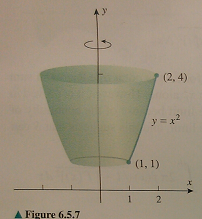 y
(2, 4)
y = x²
(1, 1)
x
1 2
▲ Figure 6.5.7